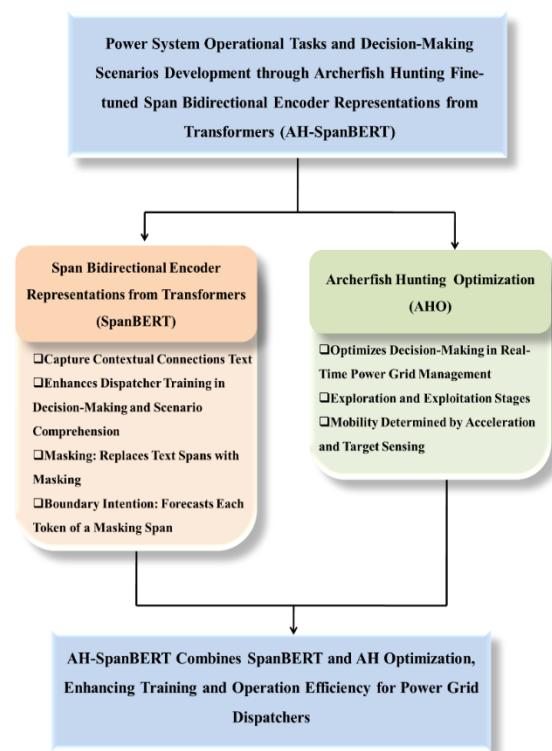 Power System Operational Tasks and Decision-Making
Scenarios Development through Archerfish Hunting Fine-
tuned Span Bidirectional Encoder Representations from
Transformers (AH-SpanBERT)
Span Bidirectional Encoder
Representations from Transformers
(SpanBERT)
❑Capture Contextual Connections Text
❑Enhances Dispatcher Training in
Decision-Making and Scenario
Comprehension
❑Masking: Replaces Text Spans with
Masking
❑Boundary Intention: Forecasts Each
Token of a Masking Span
Archerfish Hunting Optimization
(AHO)
❑Optimizes Decision-Making in Real-
Time Power Grid Management
❑Exploration and Exploitation Stages
❑Mobility Determined by Acceleration
and Target Sensing
AH-SpanBERT Combines SpanBERT and AH Optimization,
Enhancing Training and Operation Efficiency for Power Grid
Dispatchers